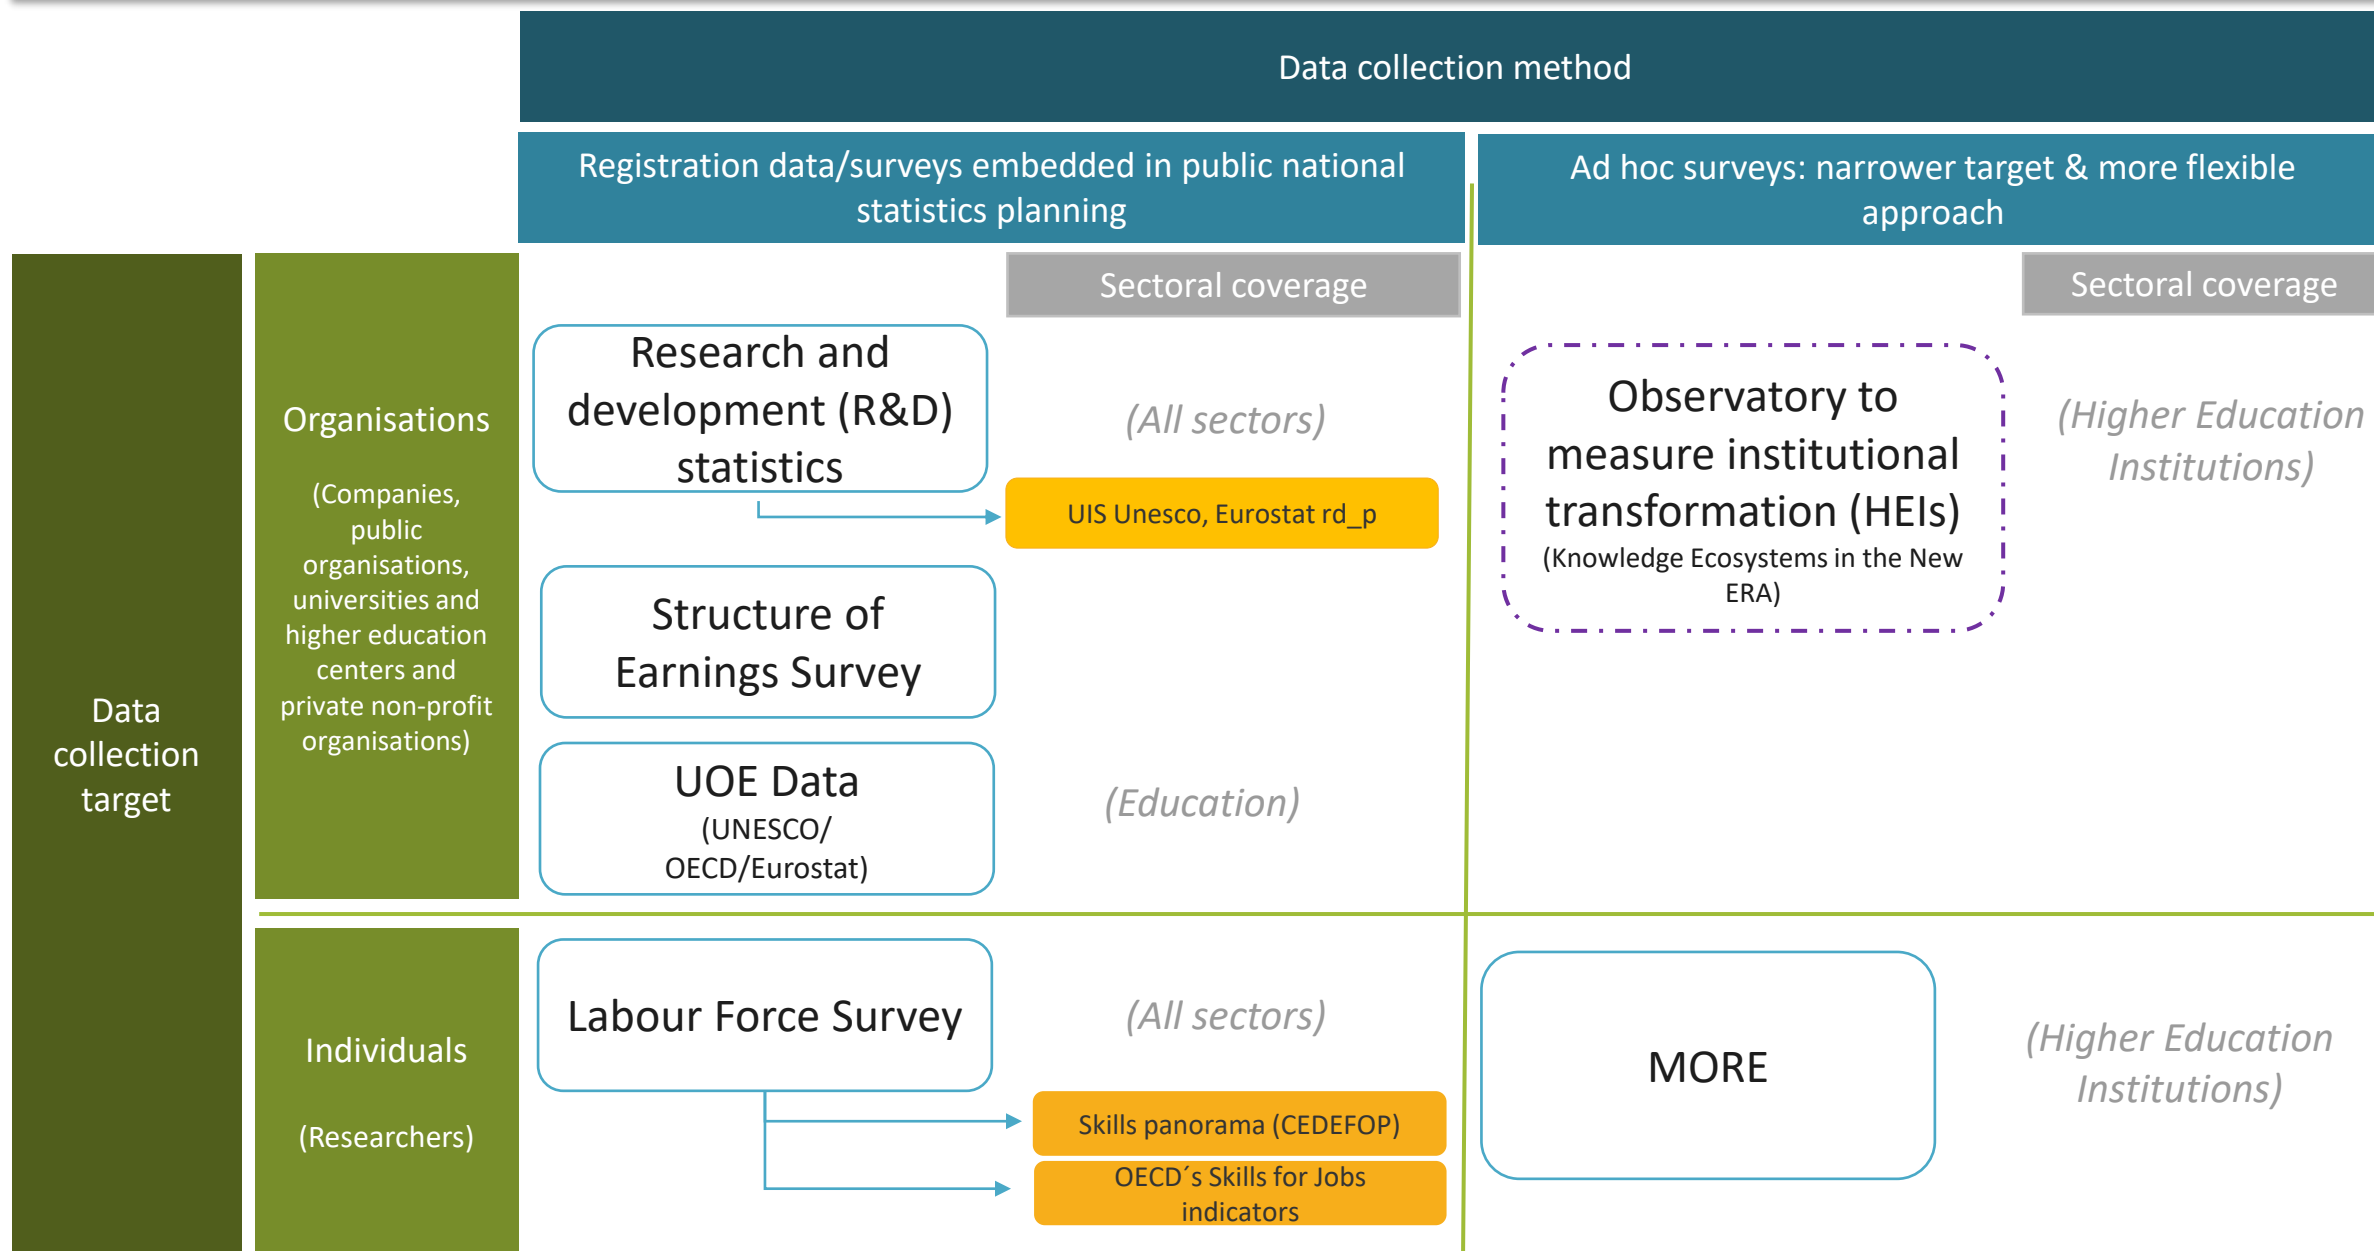 Data collection method
Registration data/surveys embedded in public national
statistics planning
Ad hoc surveys: narrower target & more flexible
approach
Data
collection
target
Organisations
(Companies,
public
organisations,
universities and
higher education
centers and
private non-profit
organisations)
Sectoral coverage
Research and
development (R&D)
statistics
(All sectors)
UIS Unesco, Eurostat rd_p
Structure of
Earnings Survey
UOE Data
(UNESCO/
OECD/Eurostat)
(Education)
Sectoral coverage
Observatory to
measure institutional
transformation (HEIs)
(Knowledge Ecosystems in the New
ERA)
(Higher Education
Institutions)
Individuals
(Researchers)
Labour Force Survey
(All sectors)
Skills panorama (CEDEFOP)
OECD´s Skills for Jobs
indicators
MORE
(Higher Education
Institutions)